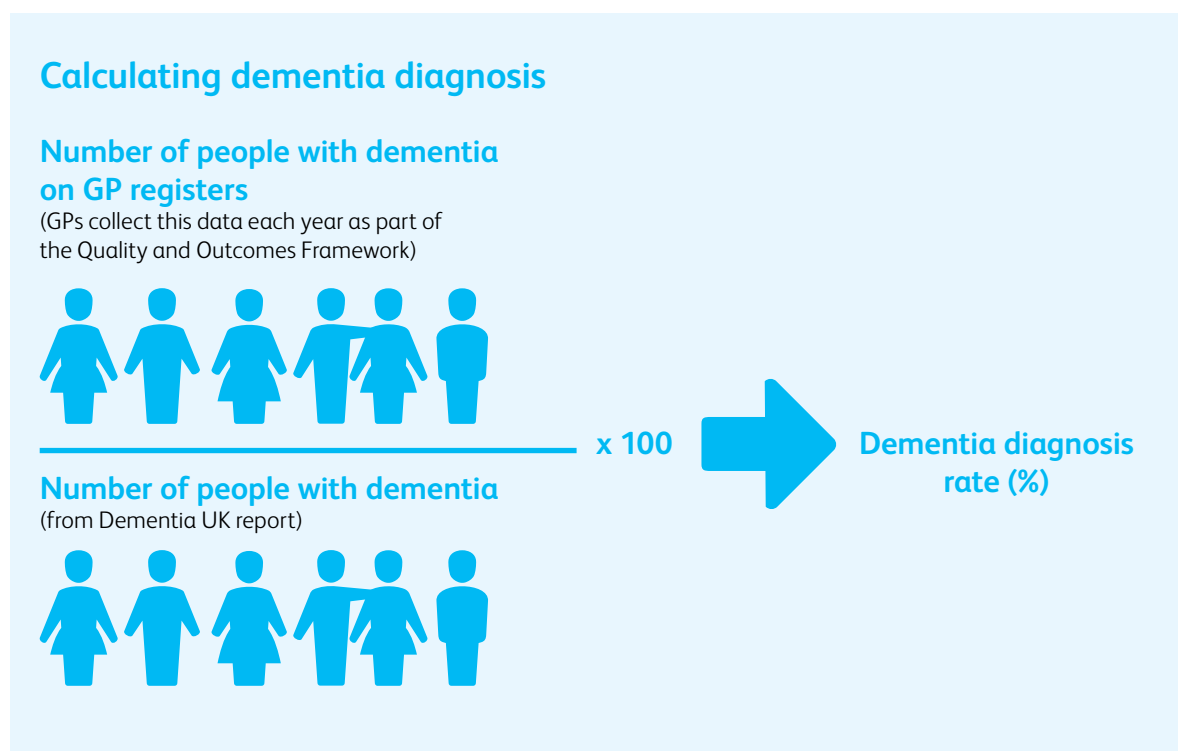 Calculating dementia diagnosis
Number of people with dementia
on GP registers
(GPs collect this data each year as part of
the Quality and Outcomes Framework)
x 100
Dementia diagnosis
rate (%)
Number of people with dementia
(from Dementia UK report)